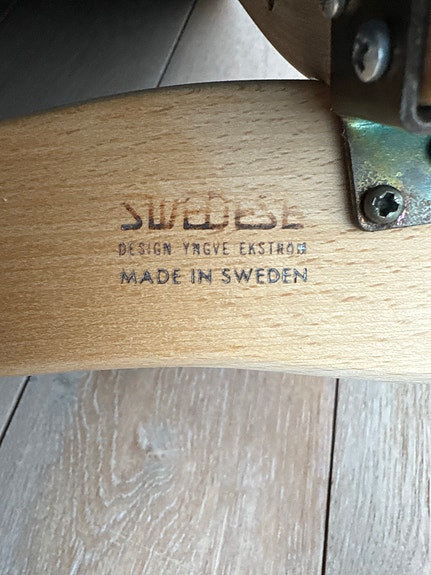 SWEDESE
DESIGN YNGVE EKSTRÖM
MADE IN SWEDEN